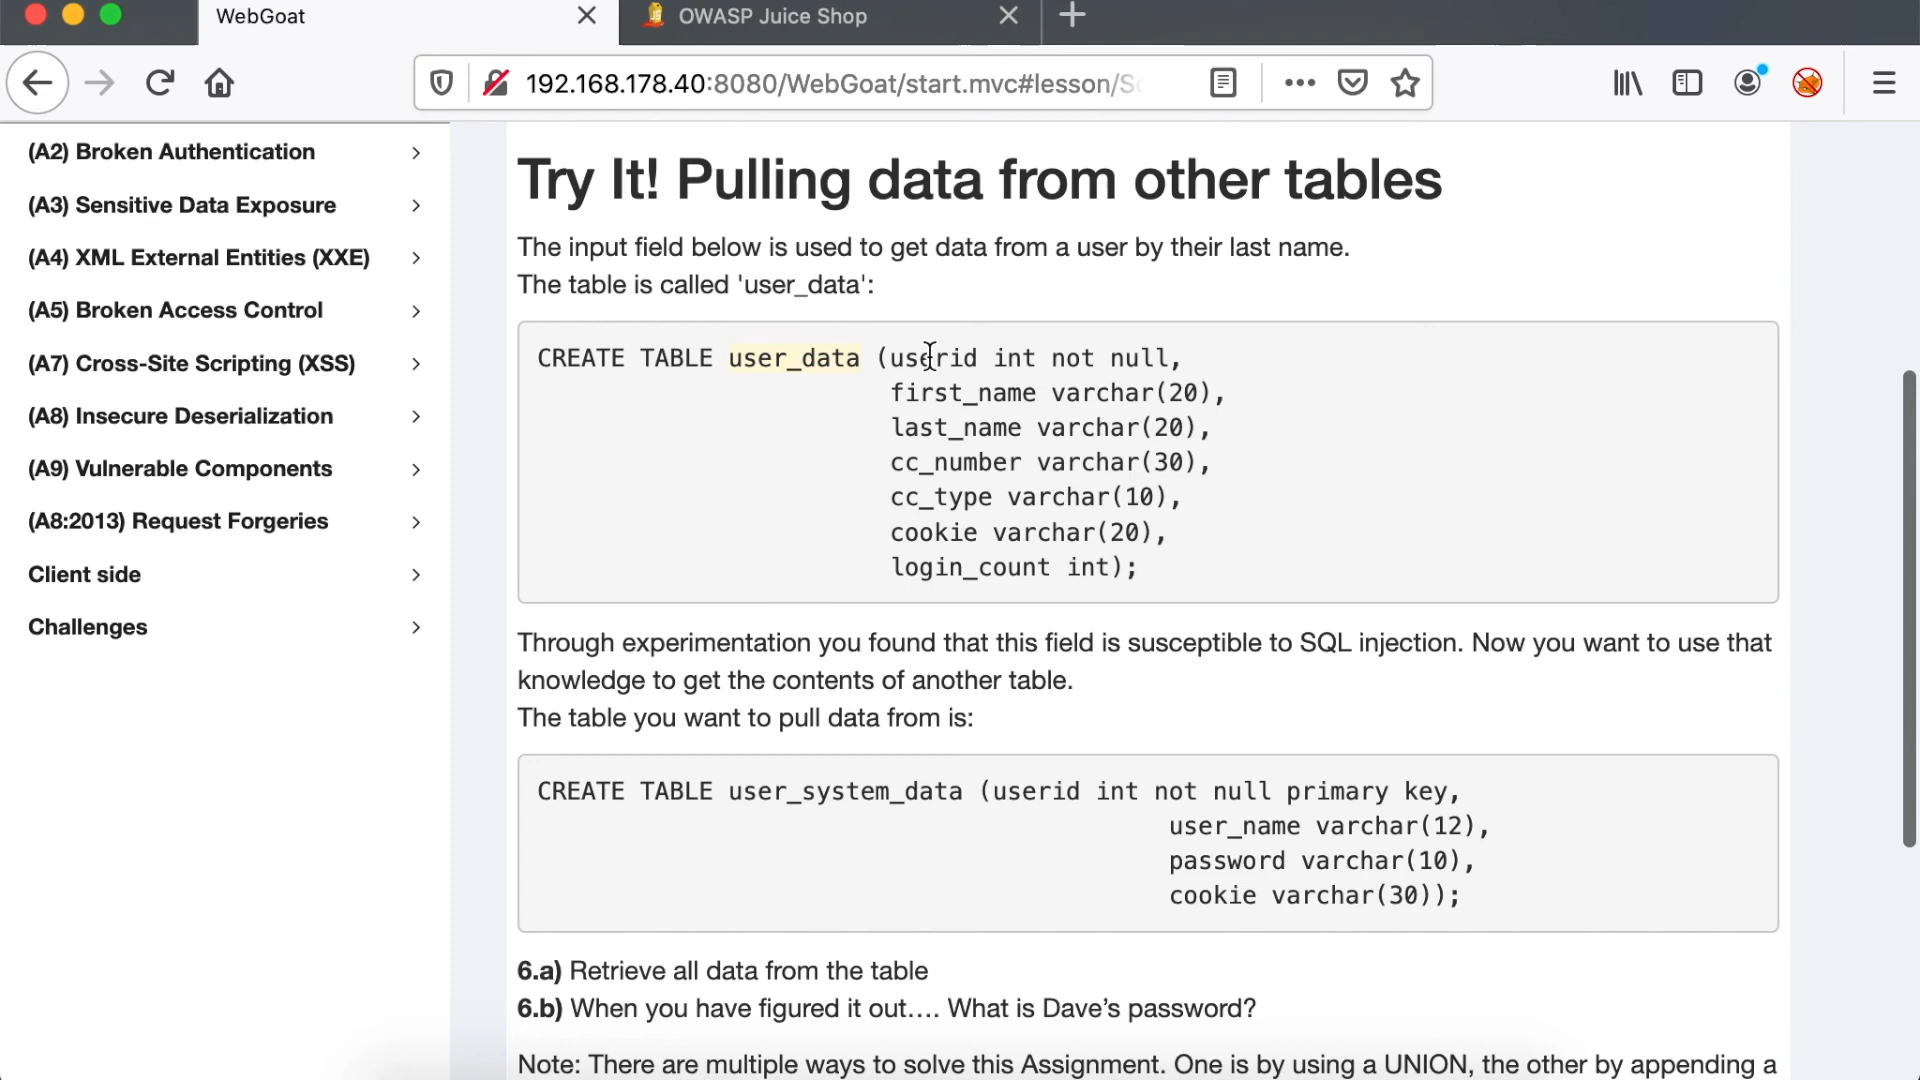 WebGoat
OWASP Juice Shop
192.168.178.40:8080/WebGoat/start.mvc#lesson/S
(A2) Broken Authentication
(A3) Sensitive Data Exposure
(A4) XML External Entities (XXE)
(A5) Broken Access Control
(A7) Cross-Site Scripting (XSS)
(A8) Insecure Deserialization
(A9) Vulnerable Components
(A8:2013) Request Forgeries
Client side
Challenges
Try It! Pulling data from other tables
The input field below is used to get data from a user by their last name.
The table is called 'user_data':
CREATE TABLE user_data (userid int not null,
first_name varchar(20),
last_name varchar(20),
cc_number varchar(30),
cc_type varchar(10),
cookie varchar(20),
login_count int);
Through experimentation you found that this field is susceptible to SQL injection. Now you want to use that
knowledge to get the contents of another table.
The table you want to pull data from is:
CREATE TABLE user_system_data (userid int not null primary key,
user_name varchar(12),
password varchar(10),
cookie varchar(30));
6.a) Retrieve all data from the table
6.b) When you have figured it out.... What is Dave’s password?
Note: There are multiple ways to solve this Assignment. One is by using a UNION, the other by appending a